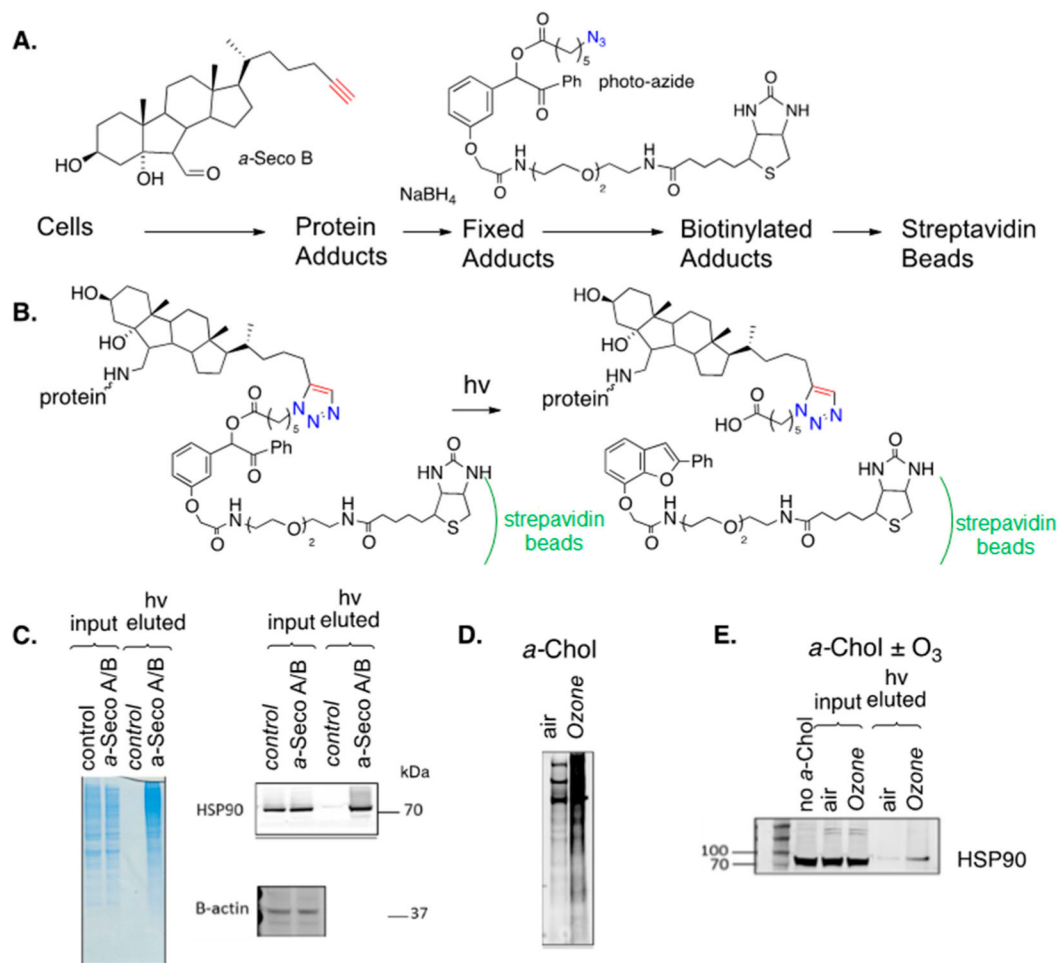 A.
N3
5
O
O
Ph
photo-azide
O
O
HN NH
O
HO
OH
O
a-Seco B
O
N
H
O
2
H
N
O
S
NaBH4
Cells
Protein
Adducts
Fixed
Adducts
Biotinylated
Adducts
Streptavidin
Beads
B.
HO
HO
HN
protein
O
O
5
N
N
N
Ph
O
O
O
N
H
O
2
H
N
O
O
HN NH
S
strepavidin
beads
hv
HO
HO
HN
protein
O
HO
5
N
N
N
Ph
O
O
O
N
H
O
2
H
N
O
O
HN NH
S
strepavidin
beads
C.
input
hv
eluted
control
a-Seco A/B
control
a-Seco A/B
input
hv
eluted
control
a-Seco A/B
control
a-Seco A/B
kDa
HSP90
70
B-actin
37
D.
a-Chol
air
Ozone
E.
a-Chol ± O3
input
hv
eluted
no a-Chol
air
Ozone
air
Ozone
100
70
HSP90